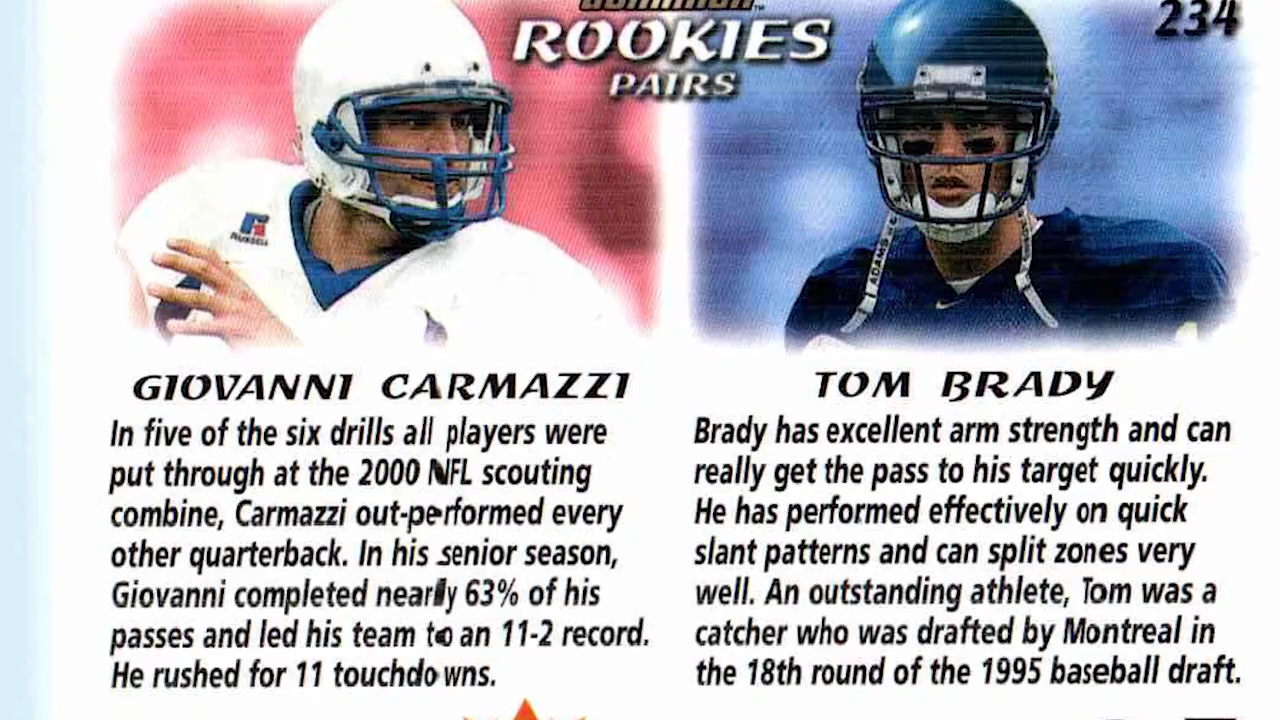 DOMINION™
ROOKIES
PAIRS
234
RUSSELL
ADAMS
GIOVANNI CARMAZZI
In five of the six drills all players were
put through at the 2000 NFL scouting
combine, Carmazzi out-performed every
other quarterback. In his senior season,
Giovanni completed nearly 63% of his
passes and led his team to an 11-2 record.
He rushed for 11 touchdowns.
TOM BRADY
Brady has excellent arm strength and can
really get the pass to his target quickly.
He has performed effectively on quick
slant patterns and can split zones very
well. An outstanding athlete, Tom was a
catcher who was drafted by Montreal in
the 18th round of the 1995 baseball draft.